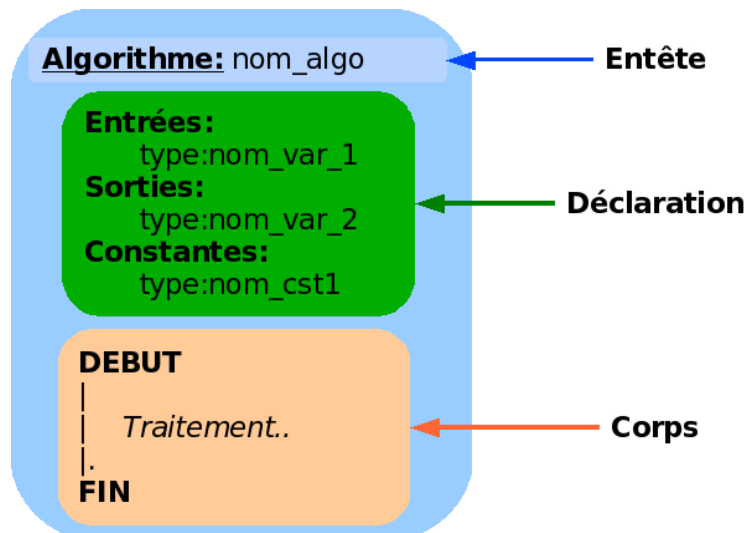 Algorithme: nom_algo
Entête
Entrées:
type:nom_var_1
Sorties:
type:nom_var_2
Constantes:
type:nom_cst1
Déclaration
DEBUT
|
| Traitement..
|.
FIN
Corps